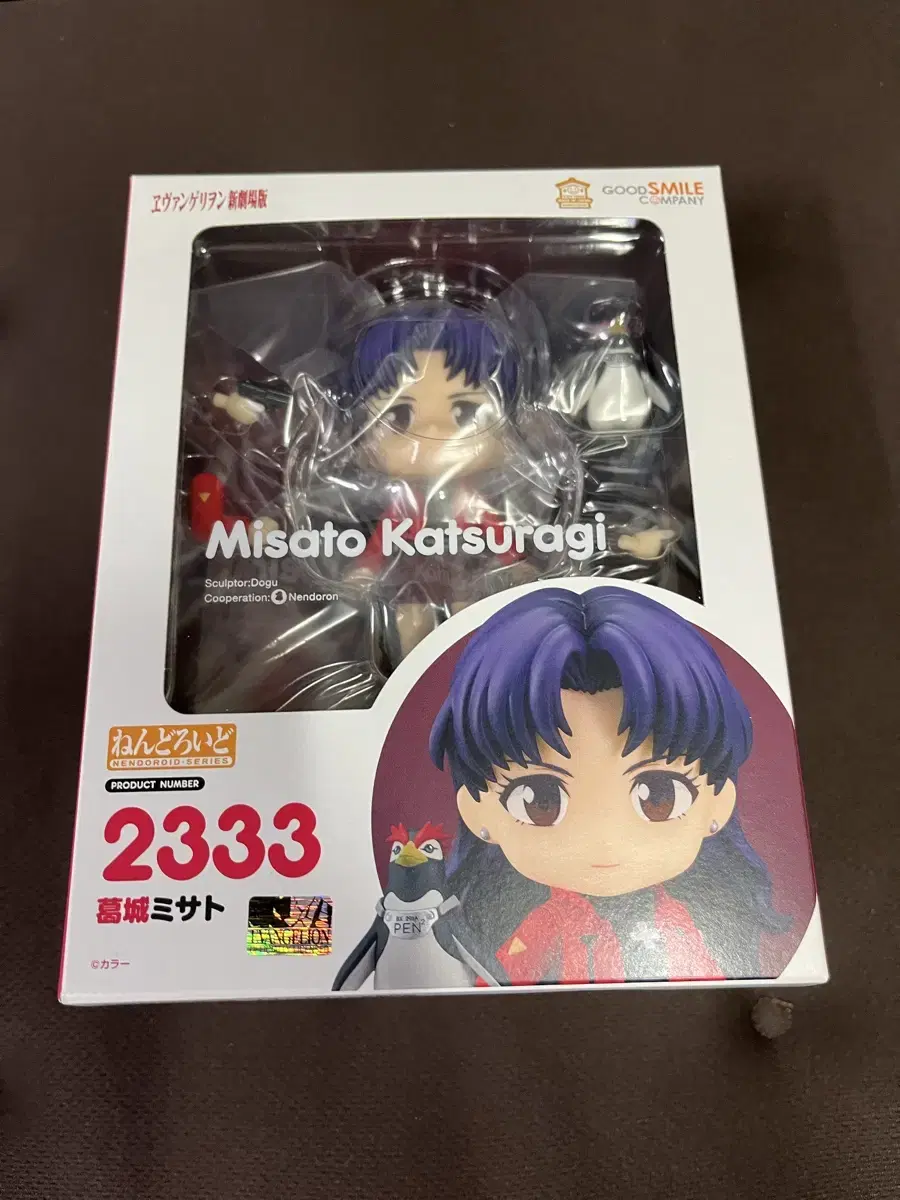 ヱヴァンゲリヲン新劇場版
GOOD SMILE
COMPANY
Misato Katsuragi
Sculptor:Dogu
Cooperation: Nendoron
ねんどろいど
NENDOROID・SERIES
PRODUCT NUMBER
2333
葛城ミサト
EVANGELION
©カラー
PEN²